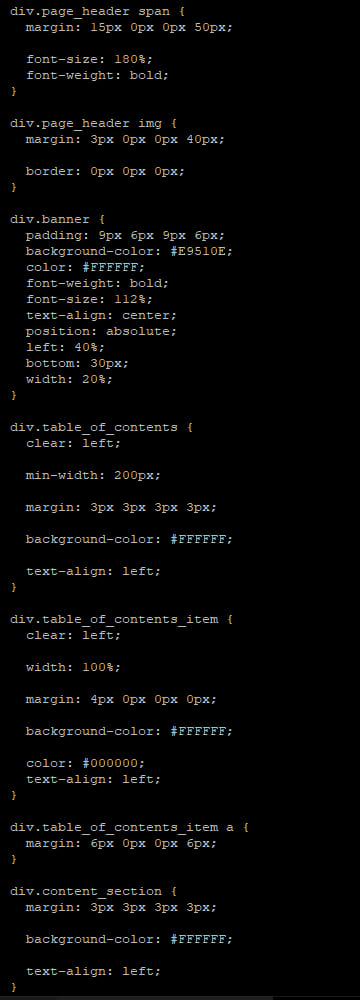 div.page_header span {
margin: 15px 0px 0px 50px;
font-size: 180%;
font-weight: bold;
}
div.page_header img {
margin: 3px 0px 0px 40px;
border: 0px 0px 0px;
}
div.banner {
padding: 9px 6px 9px 6px;
background-color: #E9510E;
color: #FFFFFF;
font-weight: bold;
font-size: 112%;
text-align: center;
position: absolute;
left: 40%;
bottom: 30px;
width: 20%;
}
div.table_of_contents {
clear: left;
min-width: 200px;
margin: 3px 3px 3px 3px;
background-color: #FFFFFF;
text-align: left;
}
div.table_of_contents_item {
clear: left;
width: 100%;
margin: 4px 0px 0px 0px;
background-color: #FFFFFF;
color: #000000;
text-align: left;
}
div.table_of_contents_item a {
margin: 6px 0px 0px 6px;
}
div.content_section {
margin: 3px 3px 3px 3px;
background-color: #FFFFFF;
text-align: left;
}